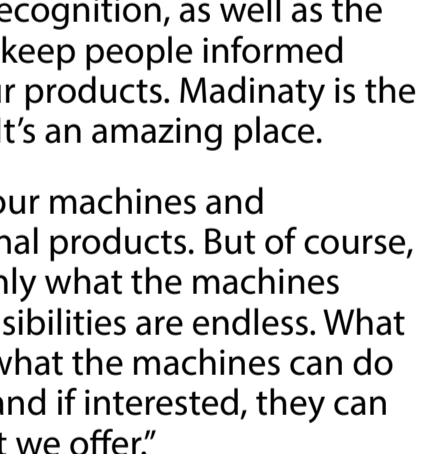 ecognition, as well as the
keep people informed
r products. Madinaty is the
It's an amazing place.
our machines and
nal products. But of course,
nly what the machines
sibilities are endless. What
what the machines can do
and if interested, they can
t we offer.”